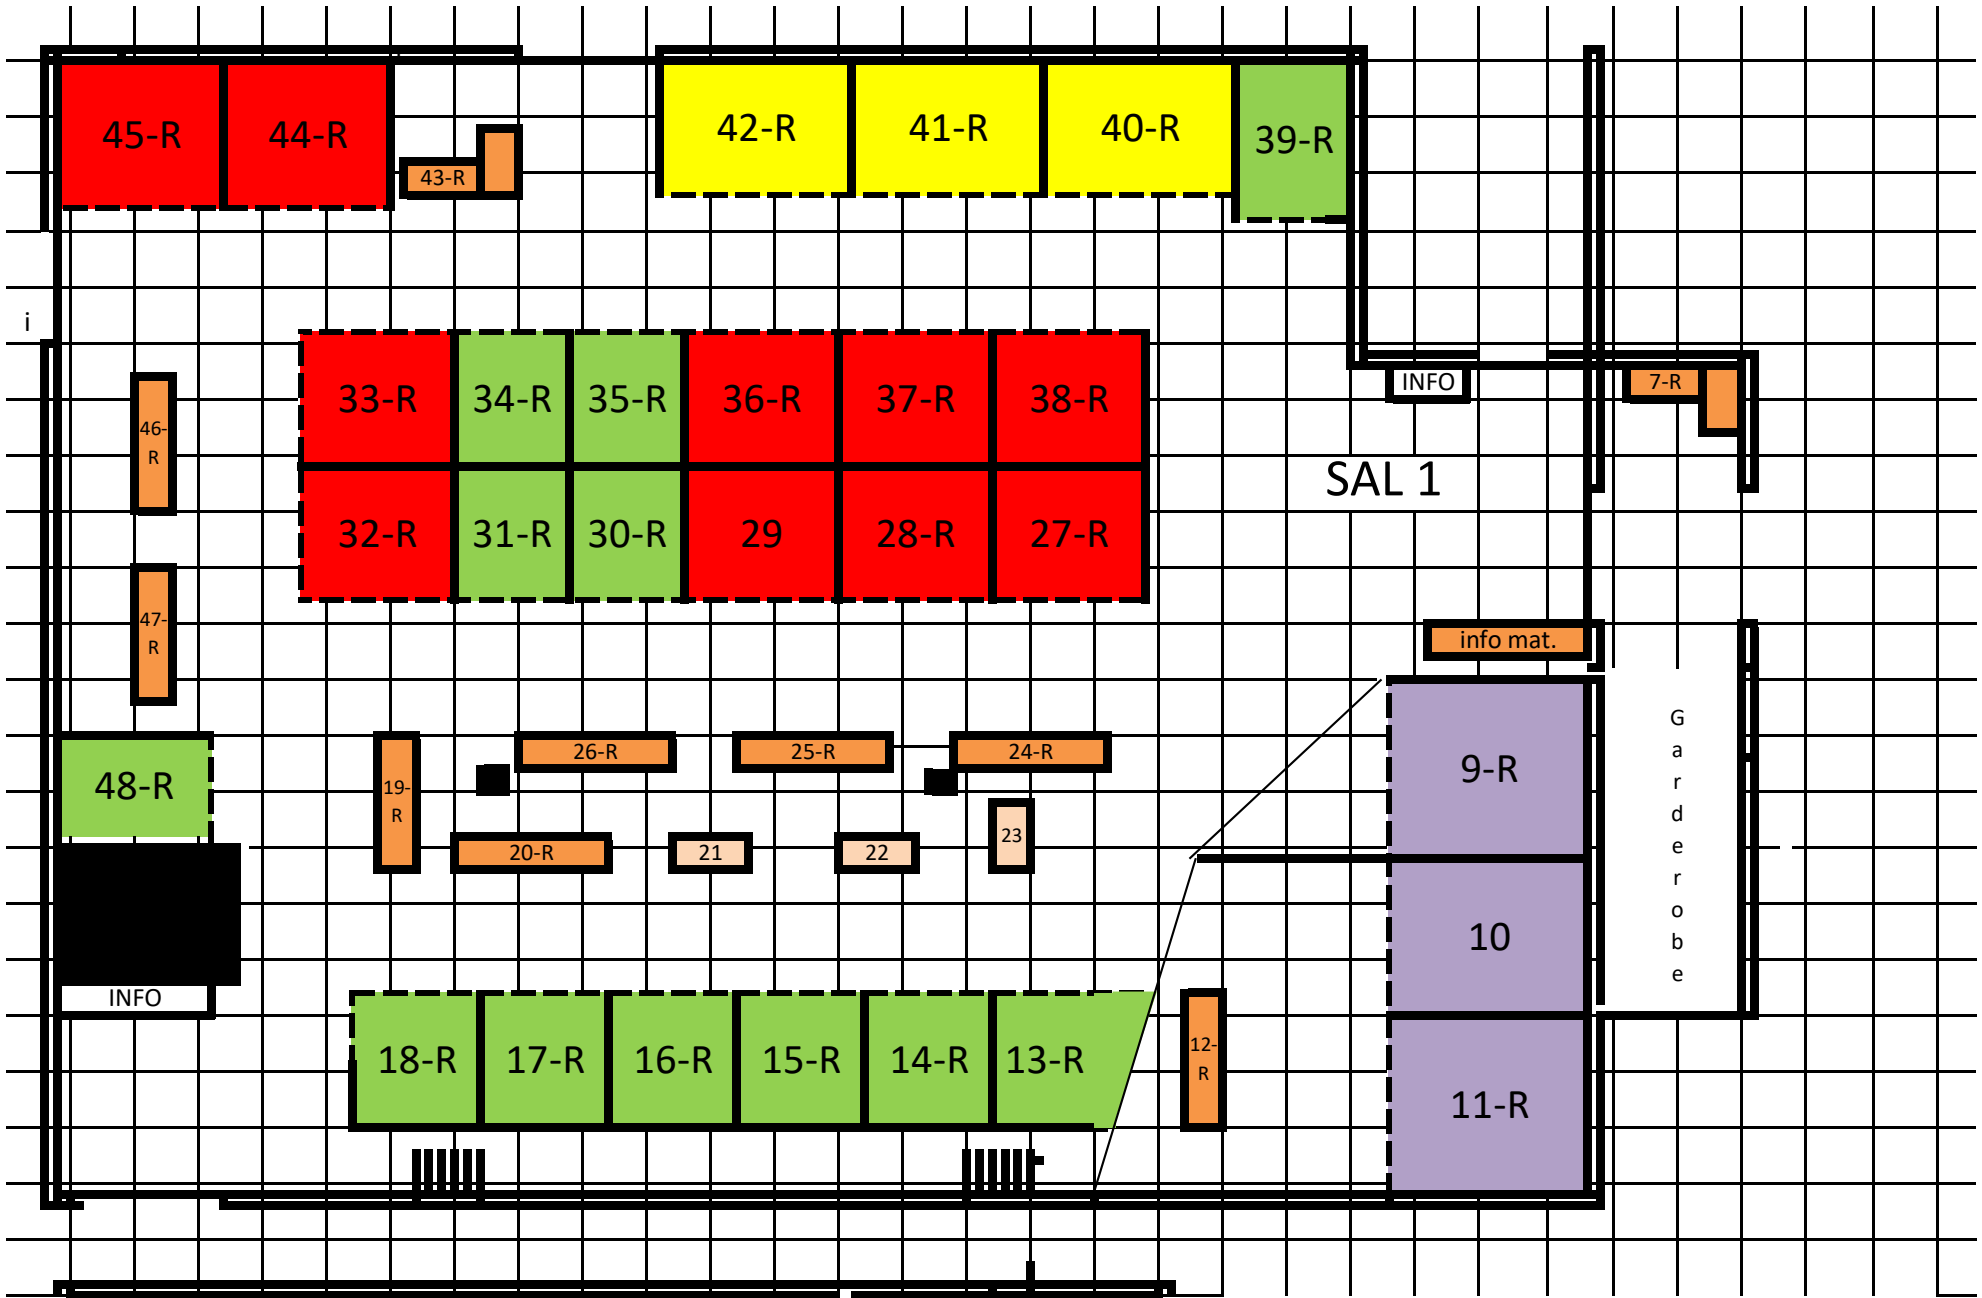 45-R
44-R
43-R
42-R
41-R
40-R
39-R
i
33-R
34-R
35-R
36-R
37-R
38-R
INFO
7-R
46-
R
SAL 1
32-R
31-R
30-R
29
28-R
27-R
47-
R
info mat.
G
a
r
d
e
r
o
b
e
48-R
19-
R
26-R
25-R
24-R
9-R
20-R
21
22
23
10
INFO
18-R
17-R
16-R
15-R
14-R
13-R
12-
R
11-R